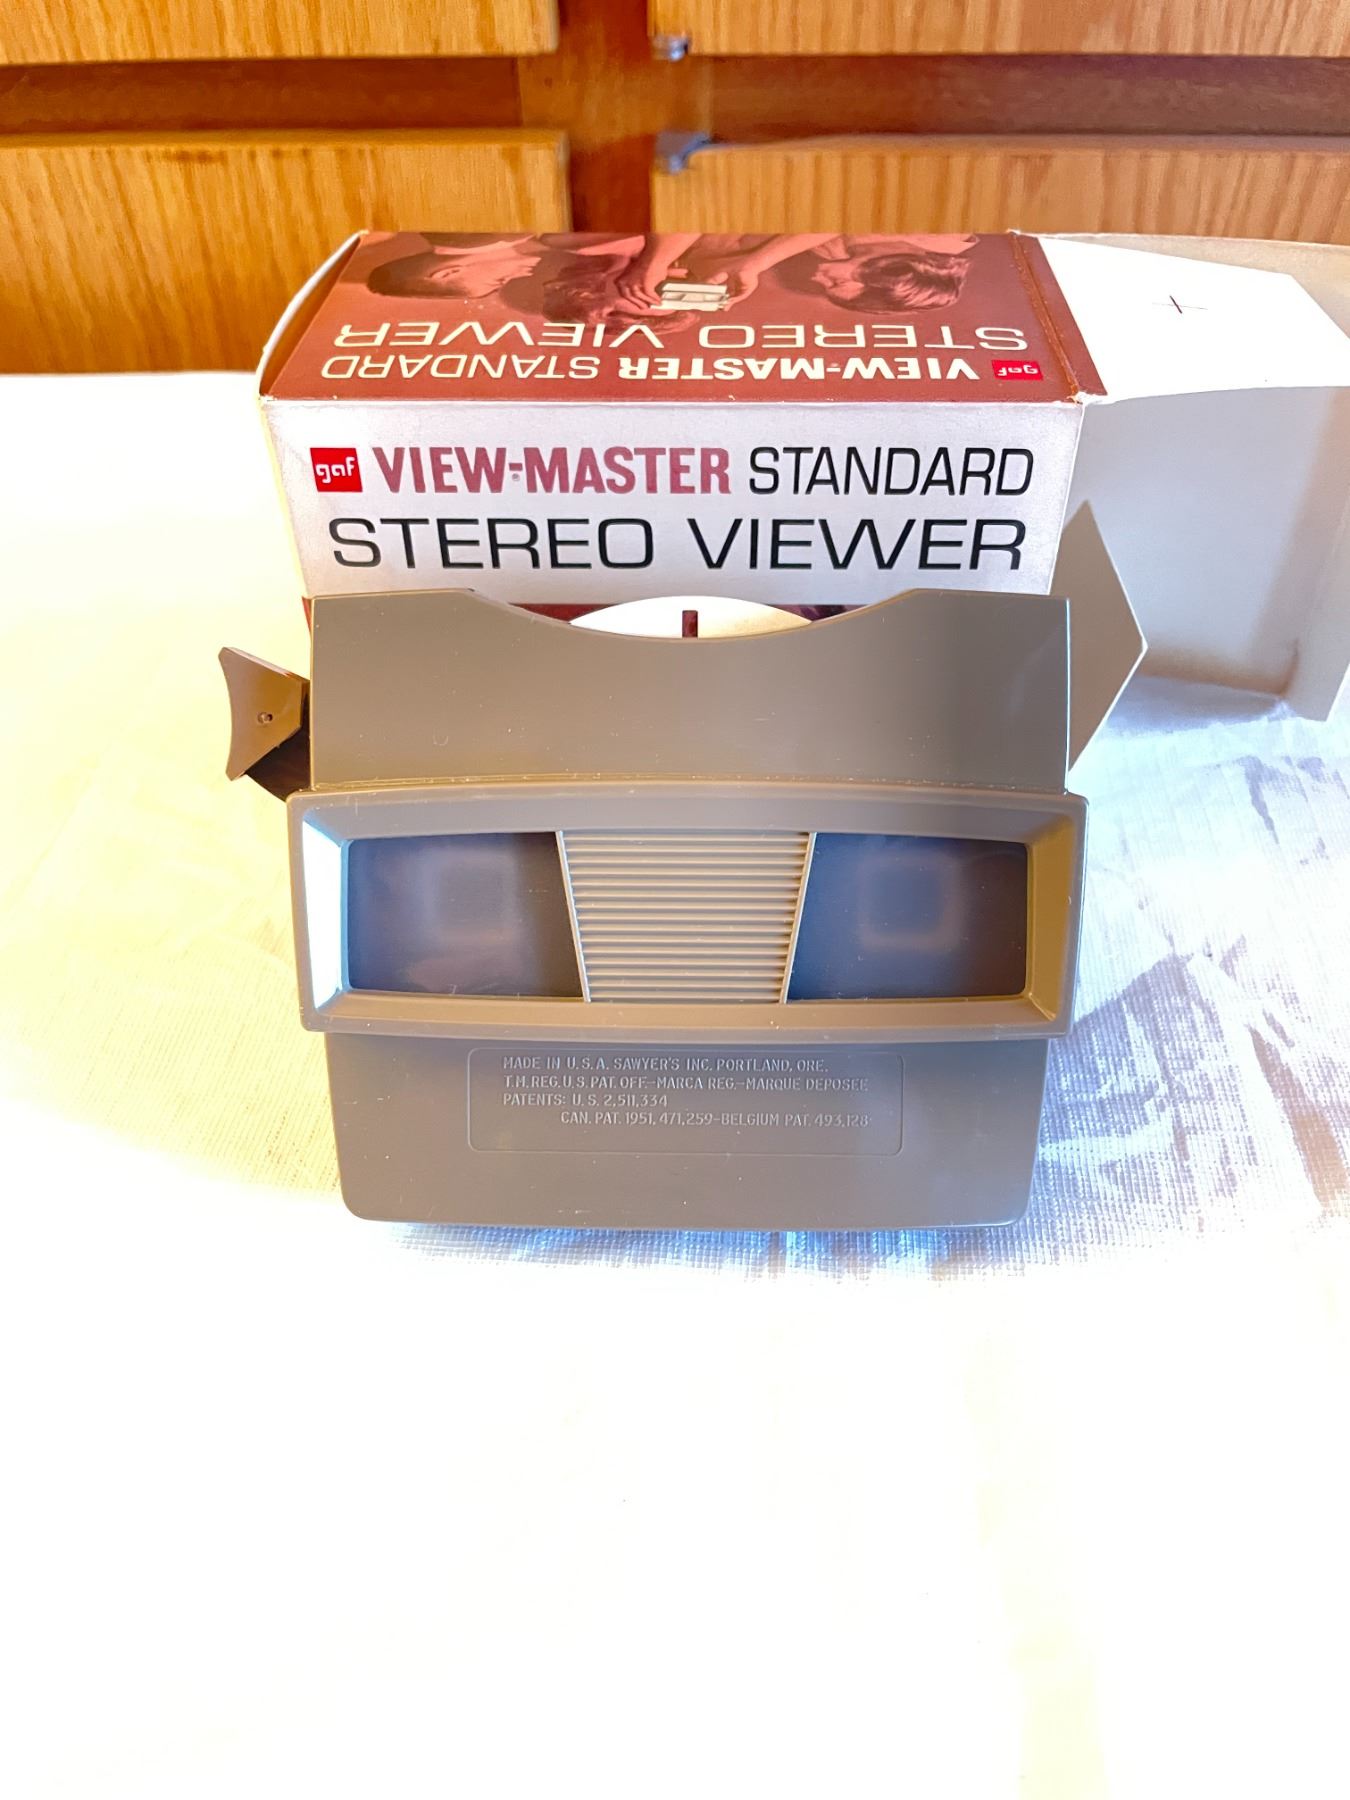 STEREO VIEWER
gaf VIEW-MASTER STANDARD
gaf VIEW-MASTER STANDARD
STEREO VIEWER
MADE IN U.S.A. SAWYER'S INC. PORTLAND, ORE.
T.M. REG. U.S. PAT. OFF.—MARCA REG.—MARQUE DEPOSEE
PATENTS: U.S. 2,511,334
CAN. PAT. 1951, 471,259-BELGIUM PAT. 493,128